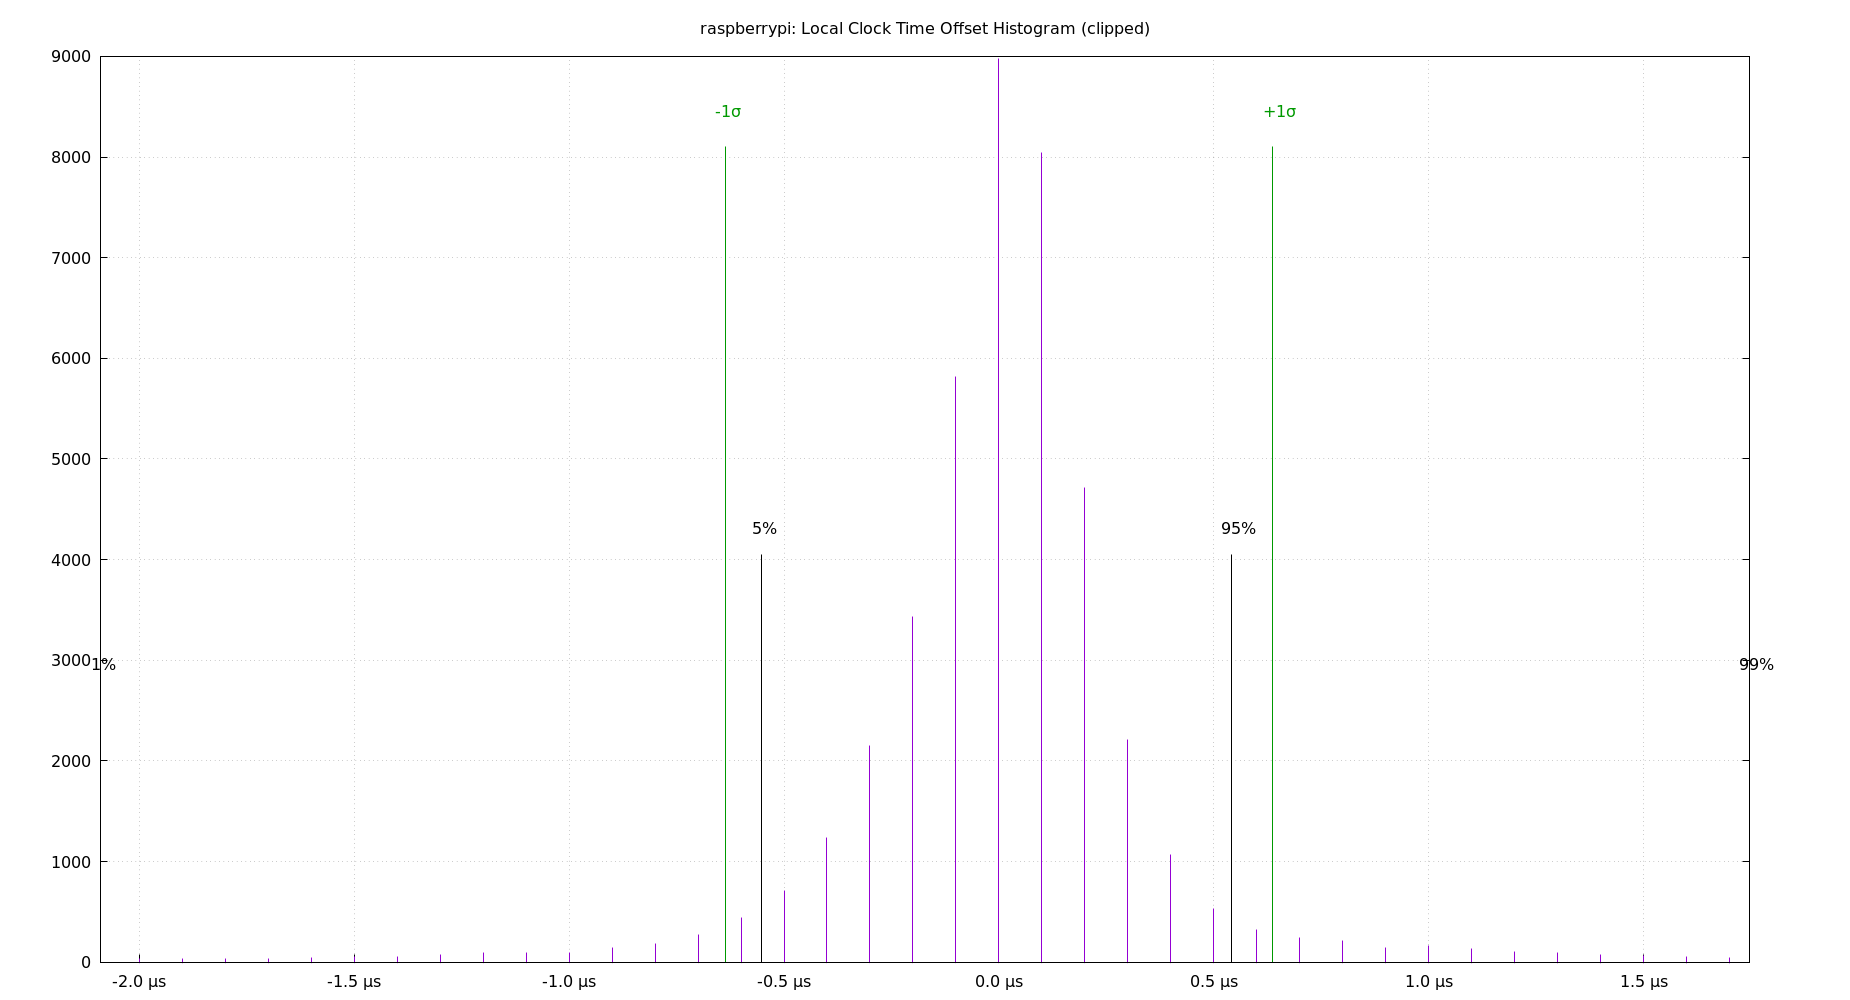 raspberrypi: Local Clock Time Offset Histogram (clipped)
9000
-1σ
+1σ
8000
7000
6000
5000
5%
95%
4000
3000
1%
99%
2000
1000
0
-2.0 µs
-1.5 µs
-1.0 µs
-0.5 µs
0.0 µs
0.5 µs
1.0 µs
1.5 µs